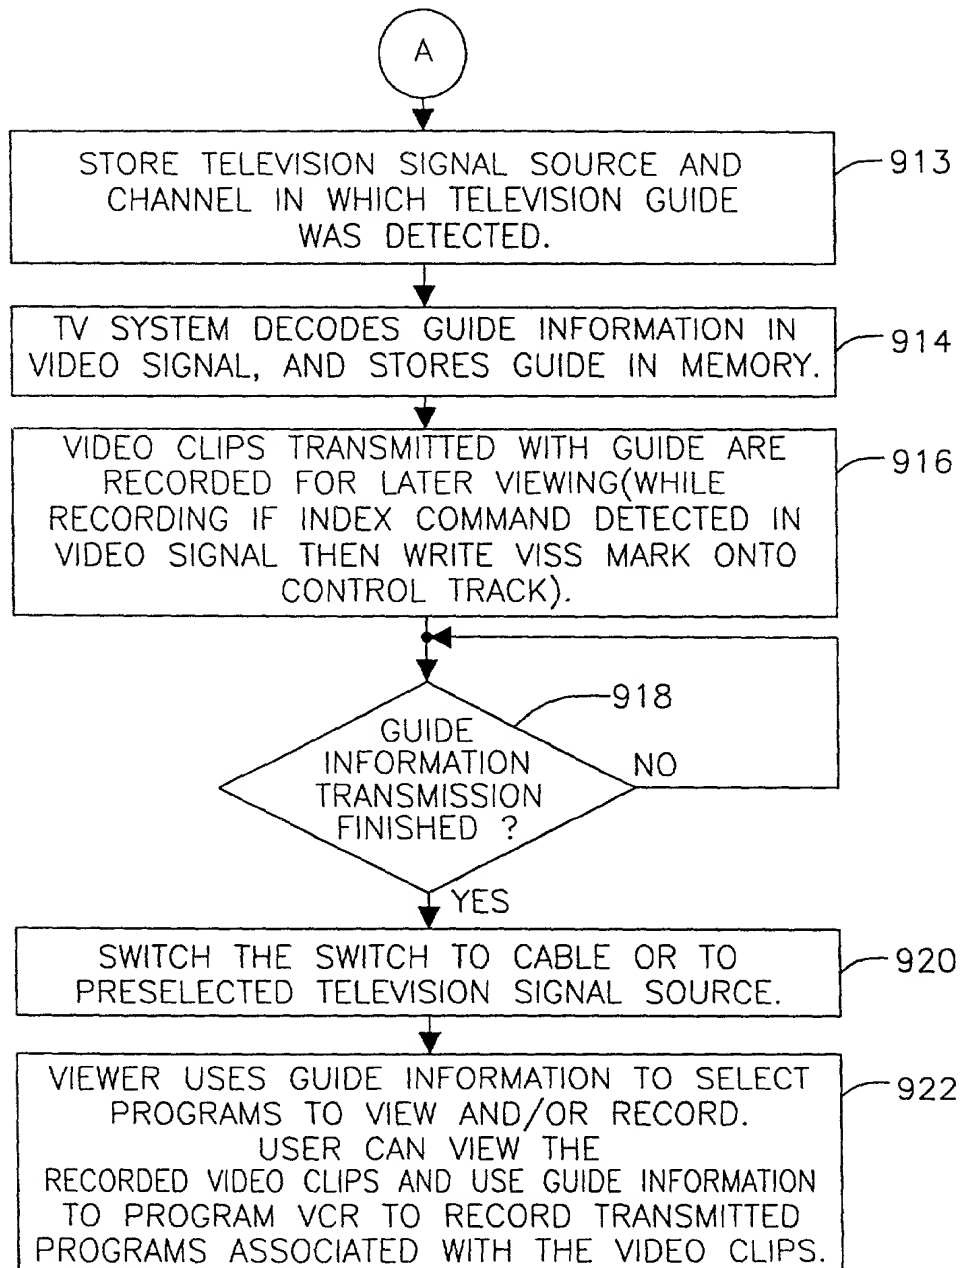 A
STORE TELEVISION SIGNAL SOURCE AND
CHANNEL IN WHICH TELEVISION GUIDE
WAS DETECTED.
913
TV SYSTEM DECODES GUIDE INFORMATION IN
VIDEO SIGNAL, AND STORES GUIDE IN MEMORY.
914
VIDEO CLIPS TRANSMITTED WITH GUIDE ARE
RECORDED FOR LATER VIEWING(WHILE
RECORDING IF INDEX COMMAND DETECTED IN
VIDEO SIGNAL THEN WRITE VISS MARK ONTO
CONTROL TRACK).
916
918
GUIDE
INFORMATION
TRANSMISSION
FINISHED ?
NO
YES
SWITCH THE SWITCH TO CABLE OR TO
PRESELECTED TELEVISION SIGNAL SOURCE.
920
VIEWER USES GUIDE INFORMATION TO SELECT
PROGRAMS TO VIEW AND/OR RECORD.
USER CAN VIEW THE
RECORDED VIDEO CLIPS AND USE GUIDE INFORMATION
TO PROGRAM VCR TO RECORD TRANSMITTED
PROGRAMS ASSOCIATED WITH THE VIDEO CLIPS.
922